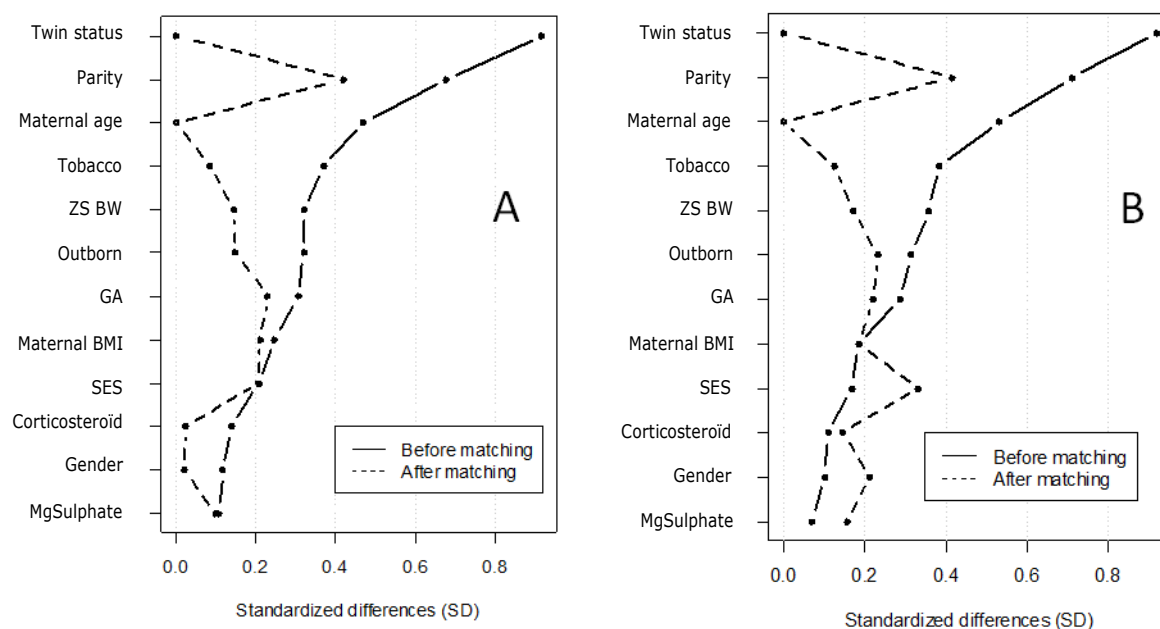 Twin status
Parity
Maternal age
Tobacco
ZS BW
Outborn
GA
Maternal BMI
SES
Corticosteroïd
Gender
MgSulphate
A
Before matching
After matching
0.0 0.2 0.4 0.6 0.8
Standardized differences (SD)
Twin status
Parity
Maternal age
Tobacco
ZS BW
Outborn
GA
Maternal BMI
SES
Corticosteroïd
Gender
MgSulphate
B
Before matching
After matching
0.0 0.2 0.4 0.6 0.8
Standardized differences (SD)